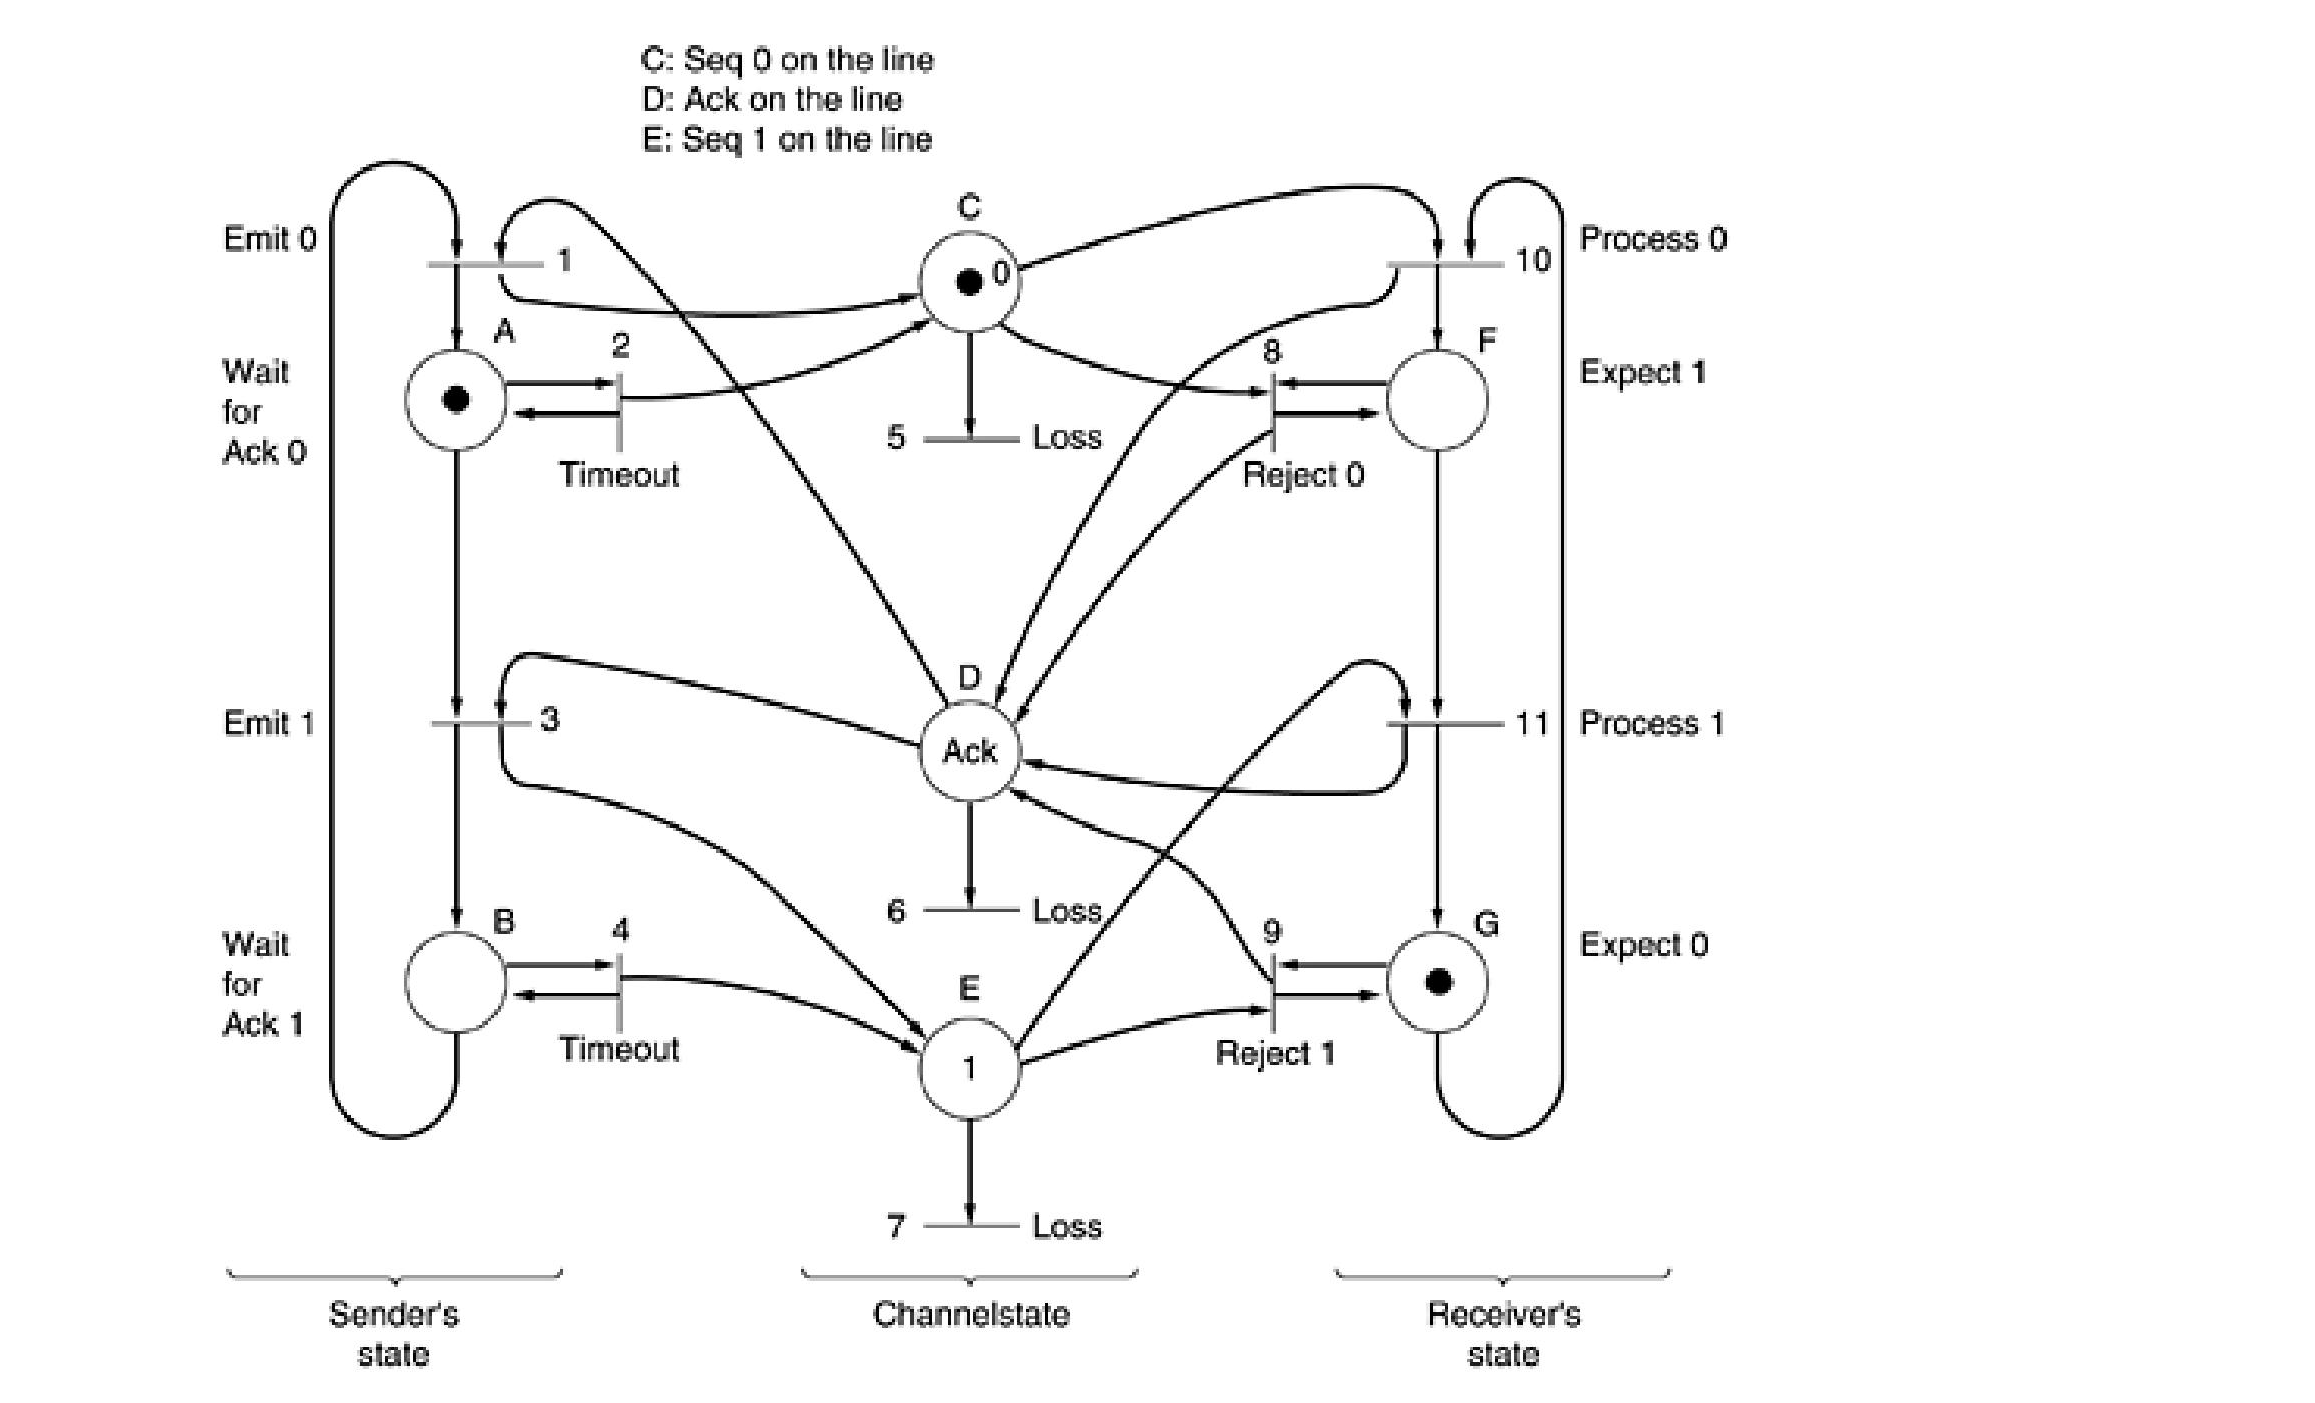 C: Seq 0 on the line
D: Ack on the line
E: Seq 1 on the line
C
Emit 0
1
0
10
Process 0
A
2
8
F
Wait
for
Ack 0
Expect 1
5
Loss
Timeout
Reject 0
D
Emit 1
3
Ack
11
Process 1
B
4
6
Loss
9
G
Wait
for
Ack 1
Expect 0
E
Timeout
1
Reject 1
7
Loss
Sender's
state
Channelstate
Receiver's
state